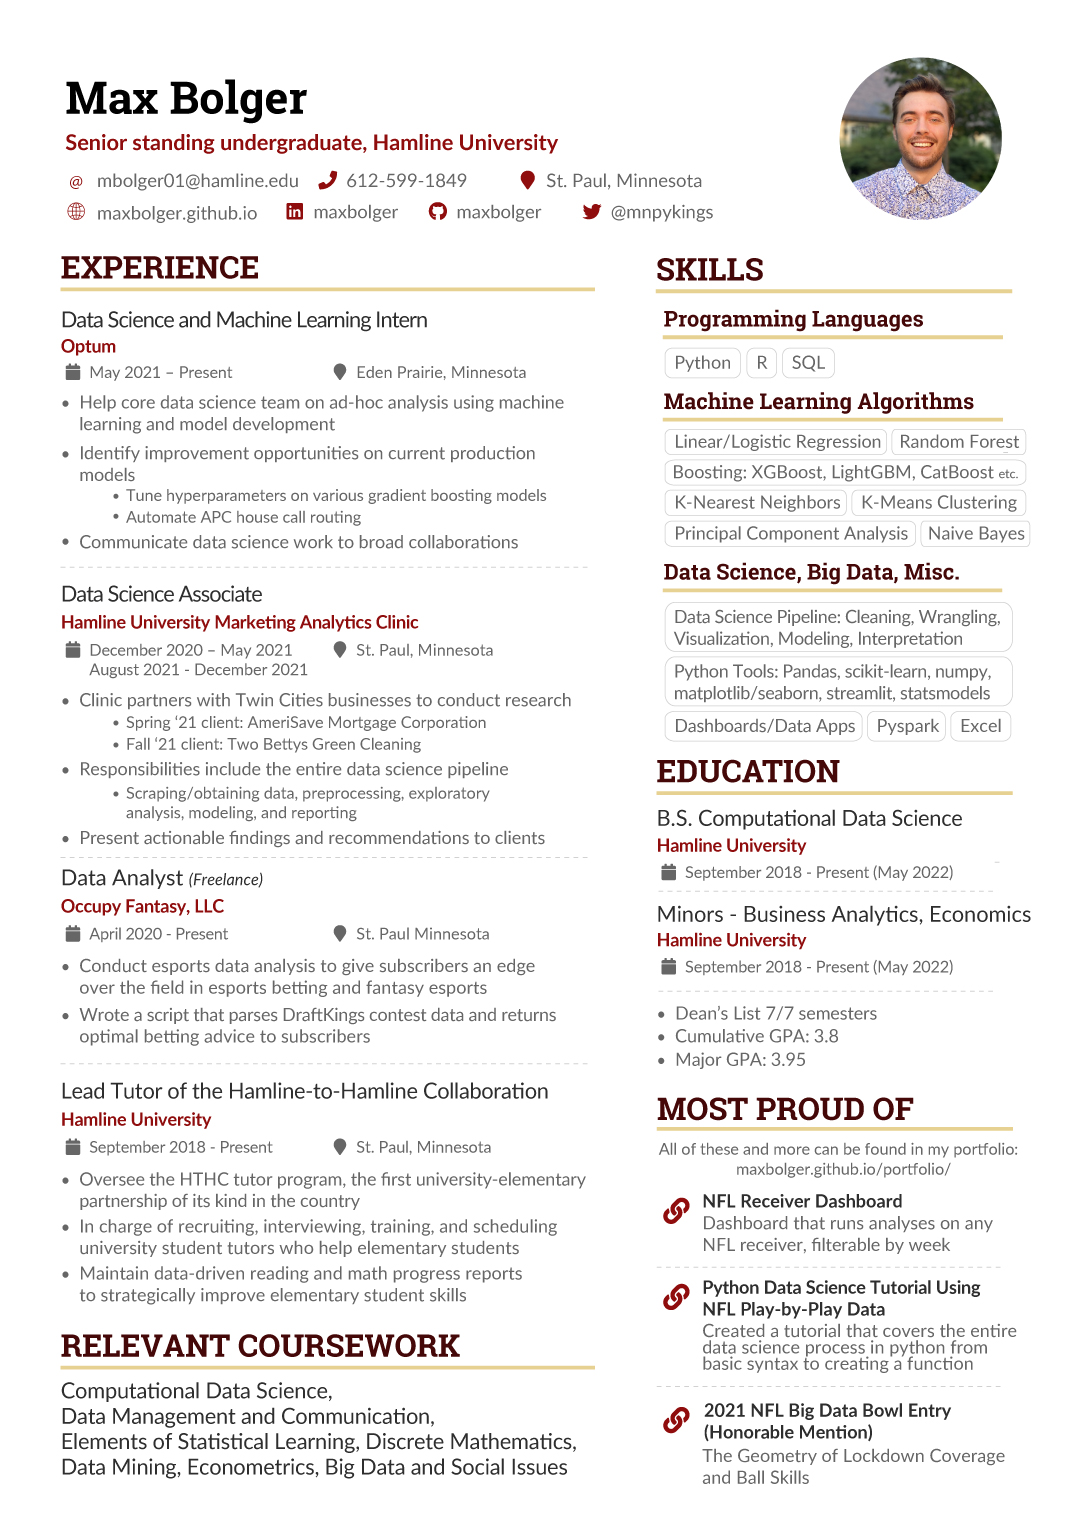 Max Bolger
Senior standing undergraduate, Hamline University
@ mbolger01@hamline.edu 612-599-1849 St. Paul, Minnesota
maxbolger.github.io maxbolger maxbolger @mnpykings
EXPERIENCE
Data Science and Machine Learning Intern
Optum
May 2021 – Present Eden Prairie, Minnesota
• Help core data science team on ad-hoc analysis using machine
learning and model development
• Identify improvement opportunities on current production
models
• Tune hyperparameters on various gradient boosting models
• Automate APC house call routing
• Communicate data science work to broad collaborations
Data Science Associate
Hamline University Marketing Analytics Clinic
December 2020 – May 2021 St. Paul, Minnesota
August 2021 - December 2021
• Clinic partners with Twin Cities businesses to conduct research
• Spring ‘21 client: AmeriSave Mortgage Corporation
• Fall ‘21 client: Two Bettys Green Cleaning
• Responsibilities include the entire data science pipeline
• Scraping/obtaining data, preprocessing, exploratory
analysis, modeling, and reporting
• Present actionable findings and recommendations to clients
Data Analyst (Freelance)
Occupy Fantasy, LLC
April 2020 - Present St. Paul Minnesota
• Conduct esports data analysis to give subscribers an edge
over the field in esports betting and fantasy esports
• Wrote a script that parses DraftKings contest data and returns
optimal betting advice to subscribers
Lead Tutor of the Hamline-to-Hamline Collaboration
Hamline University
September 2018 - Present St. Paul, Minnesota
• Oversee the HTHC tutor program, the first university-elementary
partnership of its kind in the country
• In charge of recruiting, interviewing, training, and scheduling
university student tutors who help elementary students
• Maintain data-driven reading and math progress reports
to strategically improve elementary student skills
RELEVANT COURSEWORK
Computational Data Science,
Data Management and Communication,
Elements of Statistical Learning, Discrete Mathematics,
Data Mining, Econometrics, Big Data and Social Issues
SKILLS
Programming Languages
Python R SQL
Machine Learning Algorithms
Linear/Logistic Regression Random Forest
Boosting: XGBoost, LightGBM, CatBoost etc.
K-Nearest Neighbors K-Means Clustering
Principal Component Analysis Naive Bayes
Data Science, Big Data, Misc.
Data Science Pipeline: Cleaning, Wrangling,
Visualization, Modeling, Interpretation
Python Tools: Pandas, scikit-learn, numpy,
matplotlib/seaborn, streamlit, statsmodels
Dashboards/Data Apps Pyspark Excel
EDUCATION
B.S. Computational Data Science
Hamline University
September 2018 - Present (May 2022)
Minors - Business Analytics, Economics
Hamline University
September 2018 - Present (May 2022)
• Dean’s List 7/7 semesters
• Cumulative GPA: 3.8
• Major GPA: 3.95
MOST PROUD OF
All of these and more can be found in my portfolio:
maxbolger.github.io/portfolio/
NFL Receiver Dashboard
Dashboard that runs analyses on any
NFL receiver, filterable by week
Python Data Science Tutorial Using
NFL Play-by-Play Data
Created a tutorial that covers the entire
data science process in python from
basic syntax to creating a function
2021 NFL Big Data Bowl Entry
(Honorable Mention)
The Geometry of Lockdown Coverage
and Ball Skills